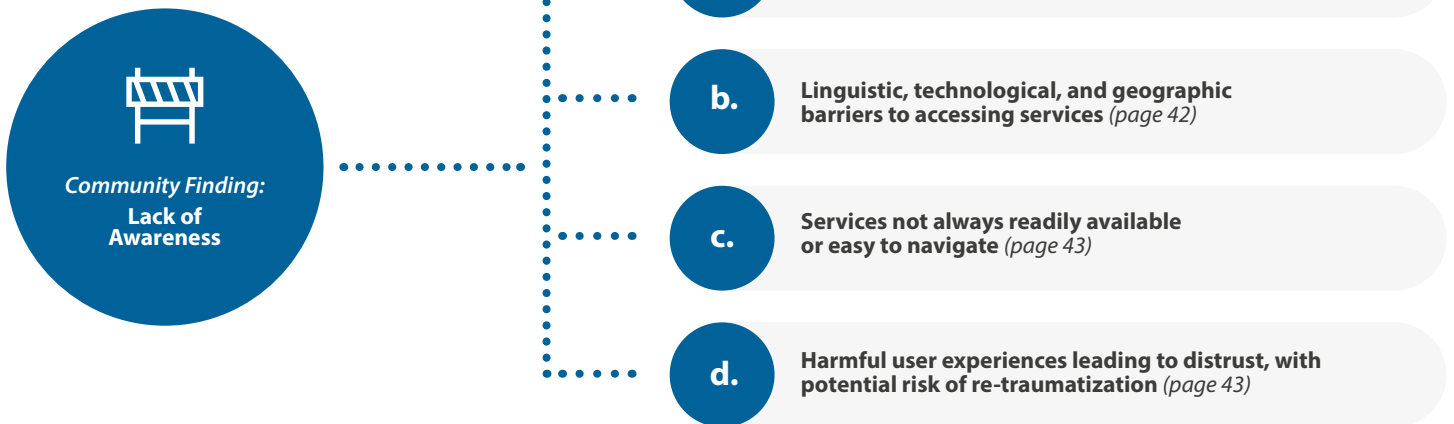 Community Finding:
Lack of
Awareness
b.
Linguistic, technological, and geographic
barriers to accessing services (page 42)
c.
Services not always readily available
or easy to navigate (page 43)
d.
Harmful user experiences leading to distrust, with
potential risk of re-traumatization (page 43)